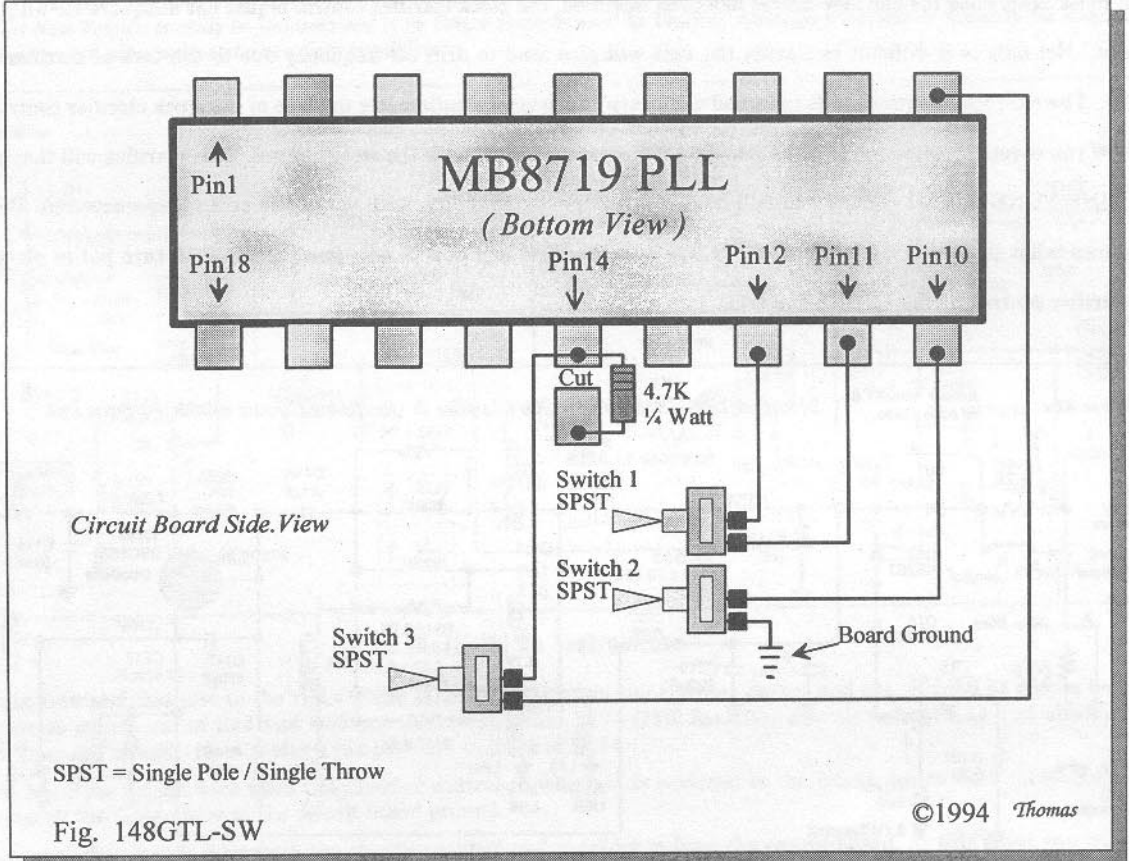 MB8719 PLL
( Bottom View )
Pin1
Pin18
Pin14
Pin12
Pin11
Pin10
Cut
4.7K
¼ Watt
Switch 1
SPST
Circuit Board Side.View
Switch 2
SPST
Board Ground
Switch 3
SPST
SPST = Single Pole / Single Throw
©1994 Thomas
Fig. 148GTL-SW